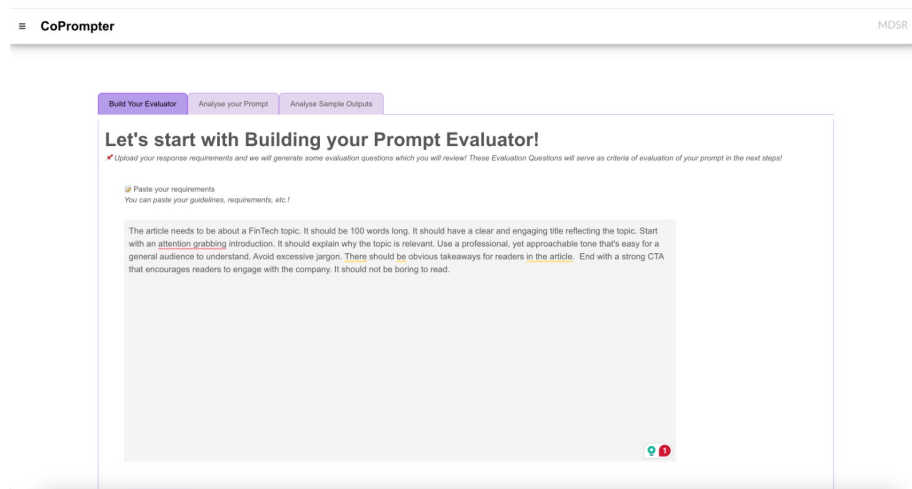 ≡ CoPrompter
MDSR
Build Your Evaluator
Analyse your Prompt
Analyse Sample Outputs
Let's start with Building your Prompt Evaluator!
✔Upload your response requirements and we will generate some evaluation questions which you will review! These Evaluation Questions will serve as criteria of evaluation of your prompt in the next steps!
📝 Paste your requirements
You can paste your guidelines, requirements, etc.!
The article needs to be about a FinTech topic. It should be 100 words long. It should have a clear and engaging title reflecting the topic. Start
with an attention grabbing introduction. It should explain why the topic is relevant. Use a professional, yet approachable tone that's easy for a
general audience to understand. Avoid excessive jargon. There should be obvious takeaways for readers in the article. End with a strong CTA
that encourages readers to engage with the company. It should not be boring to read.
1